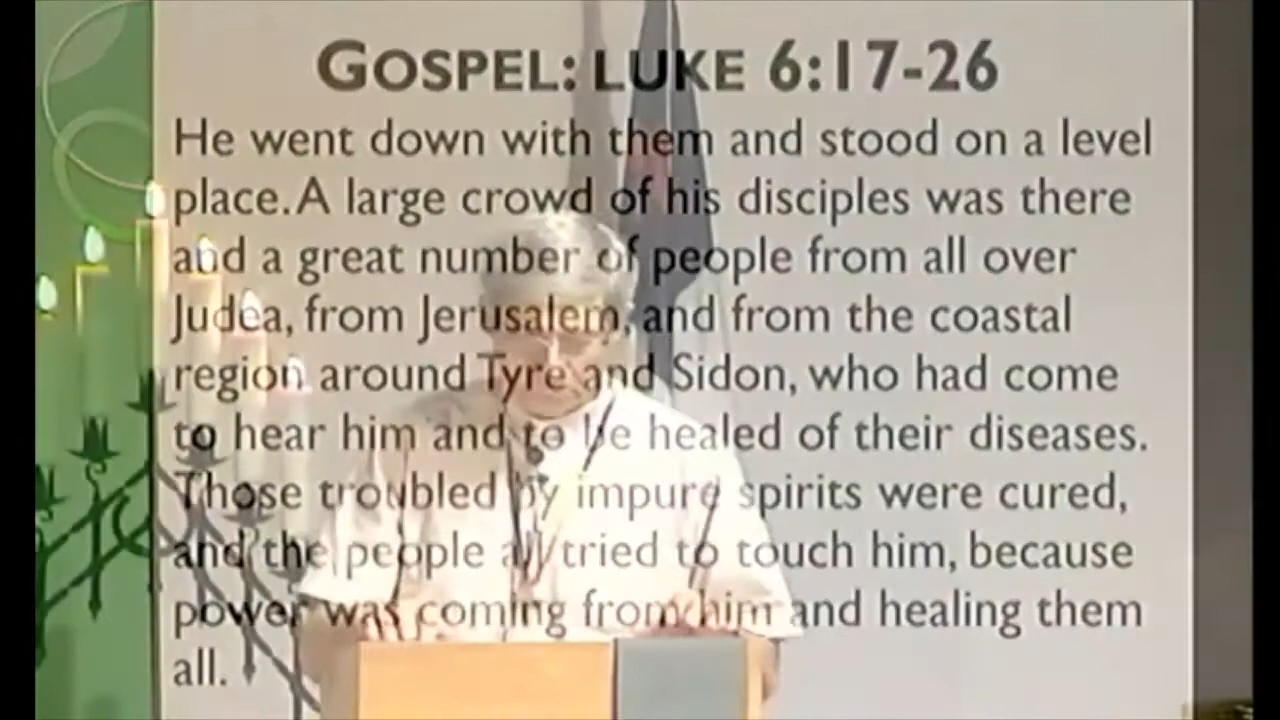 GOSPEL: LUKE 6:17-26
He went down with them and stood on a level
place. A large crowd of his disciples was there
and a great number of people from all over
Judea, from Jerusalem, and from the coastal
region around Tyre and Sidon, who had come
to hear him and to be healed of their diseases.
Those troubled by impure spirits were cured,
and the people all tried to touch him, because
power was coming from him and healing them
all.